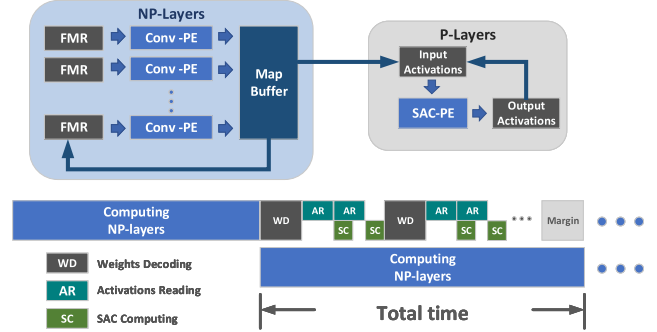 NP-Layers
FMR
Conv -PE
FMR
Conv -PE
FMR
Conv -PE
Map
Buffer
P-Layers
Input
Activations
SAC-PE
Output
Activations
Computing
NP-layers
WD
AR
AR
SC
SC
WD
AR
AR
SC
SC
Margin
Computing
NP-layers
WD Weights Decoding
AR Activations Reading
SC SAC Computing
Total time